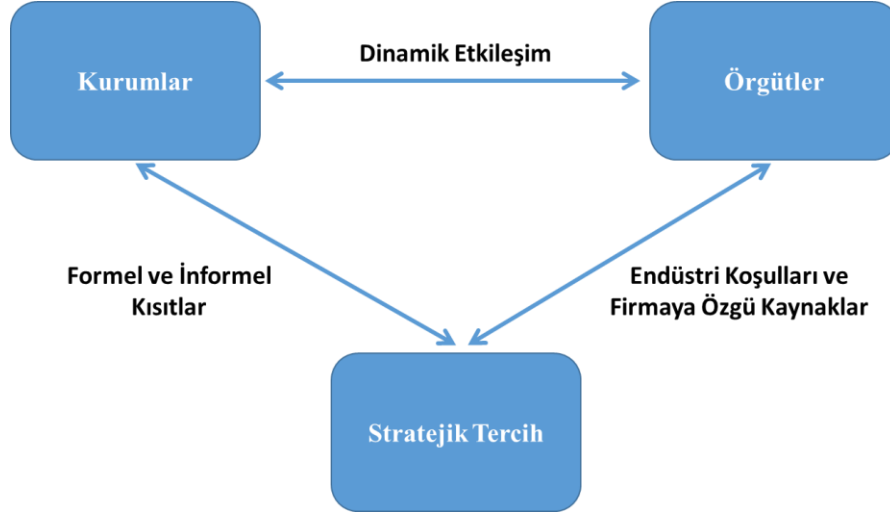 Dinamik Etkileşim
Kurumlar
Örgütler
Formel ve İnformel
Kısıtlar
Endüstri Koşulları ve
Firmaya Özgü Kaynaklar
Stratejik Tercih